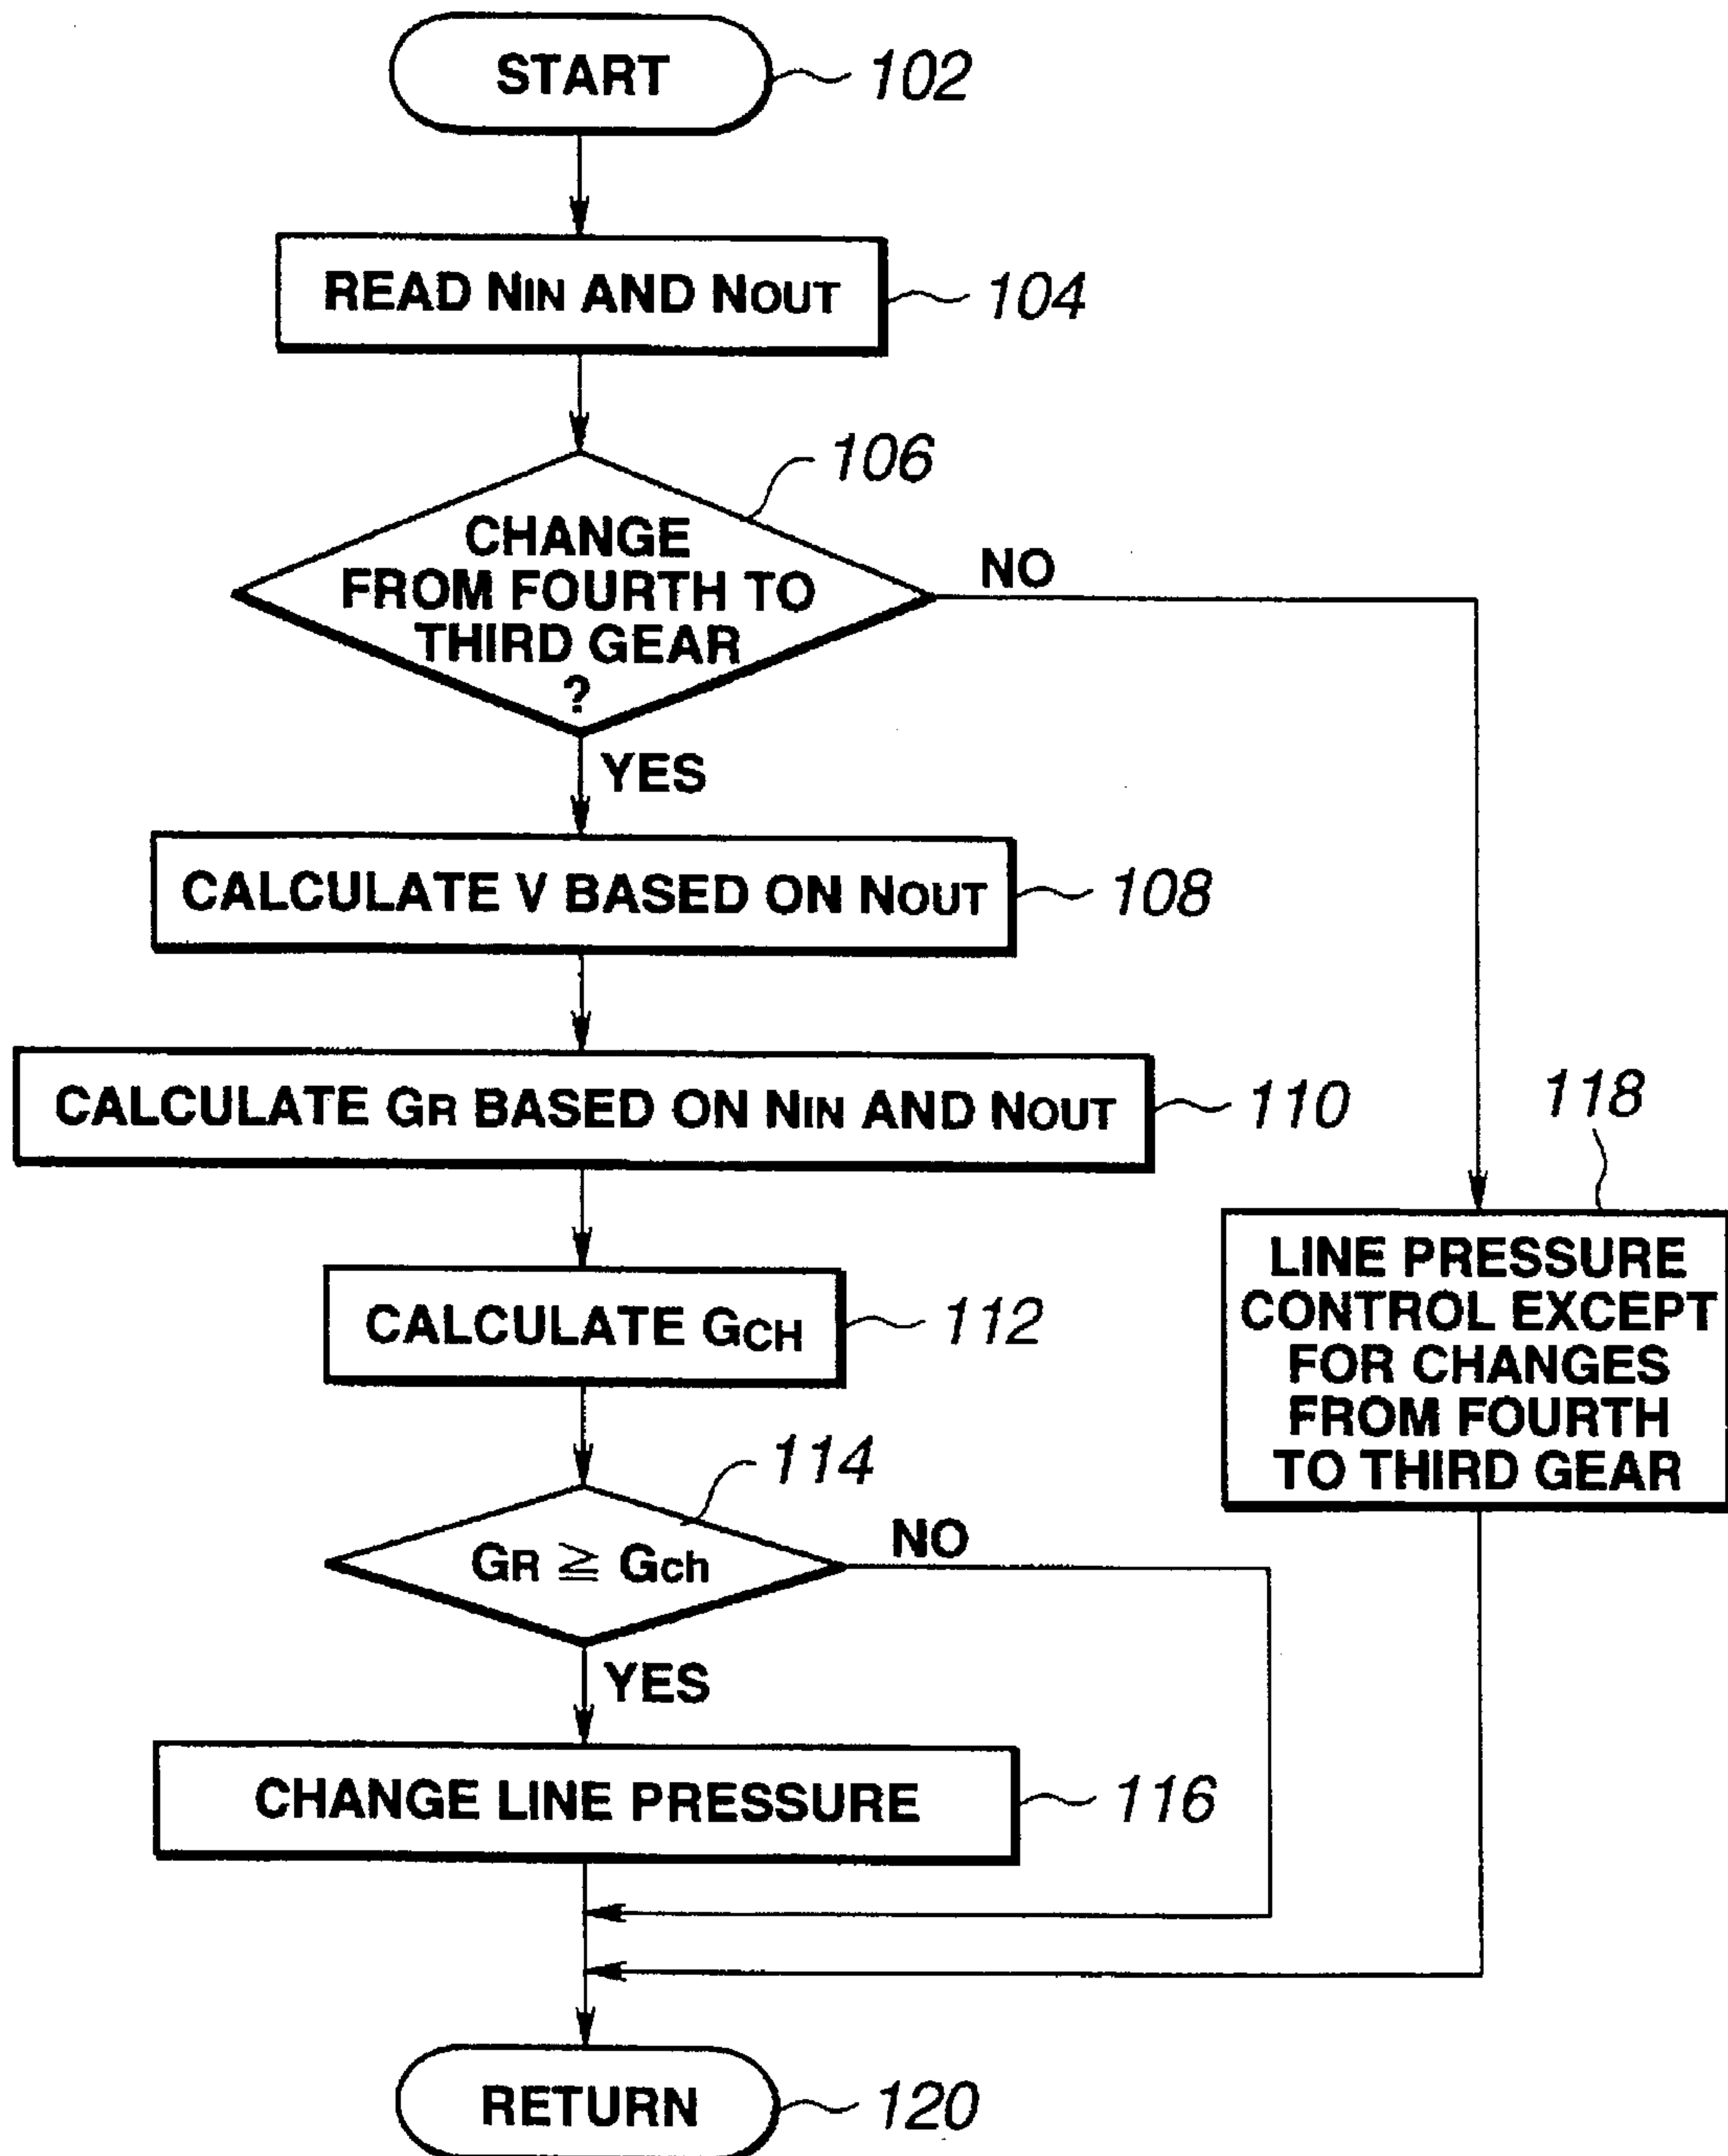 START
102
READ NIN AND NOUT
104
106
CHANGE
FROM FOURTH TO
THIRD GEAR
?
NO
YES
CALCULATE V BASED ON NOUT
108
CALCULATE GR BASED ON NIN AND NOUT
110
118
LINE PRESSURE
CONTROL EXCEPT
FOR CHANGES
FROM FOURTH
TO THIRD GEAR
CALCULATE GCH
112
114
GR ≧ Gch
NO
YES
CHANGE LINE PRESSURE
116
RETURN
120